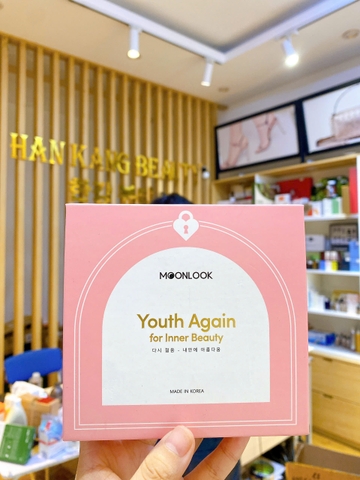 HAN KANG BEAUTY
MOONLOOK
Youth Again
for Inner Beauty
다시 젊음 - 내면에 아름다움
MADE IN KOREA